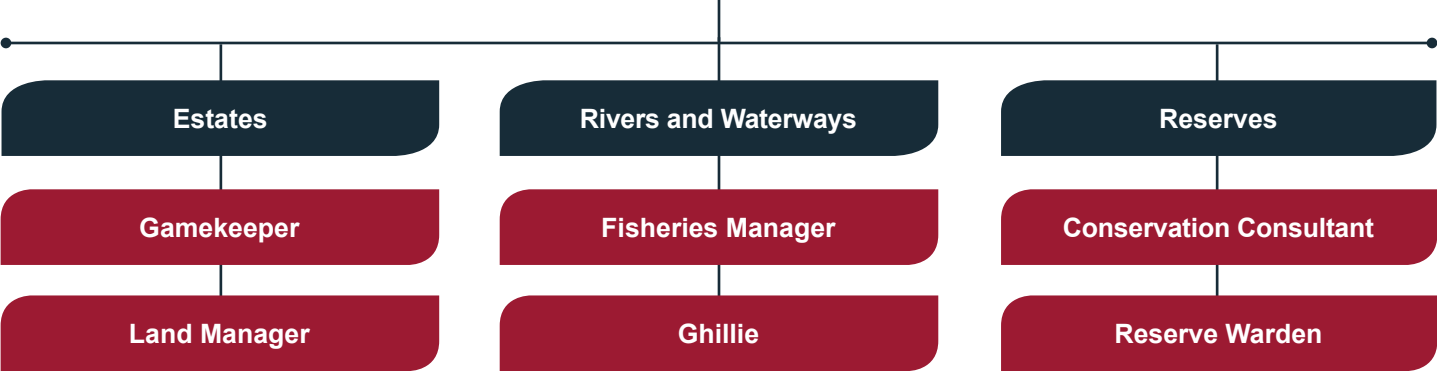 Estates
Rivers and Waterways
Reserves
Gamekeeper
Fisheries Manager
Conservation Consultant
Land Manager
Ghillie
Reserve Warden